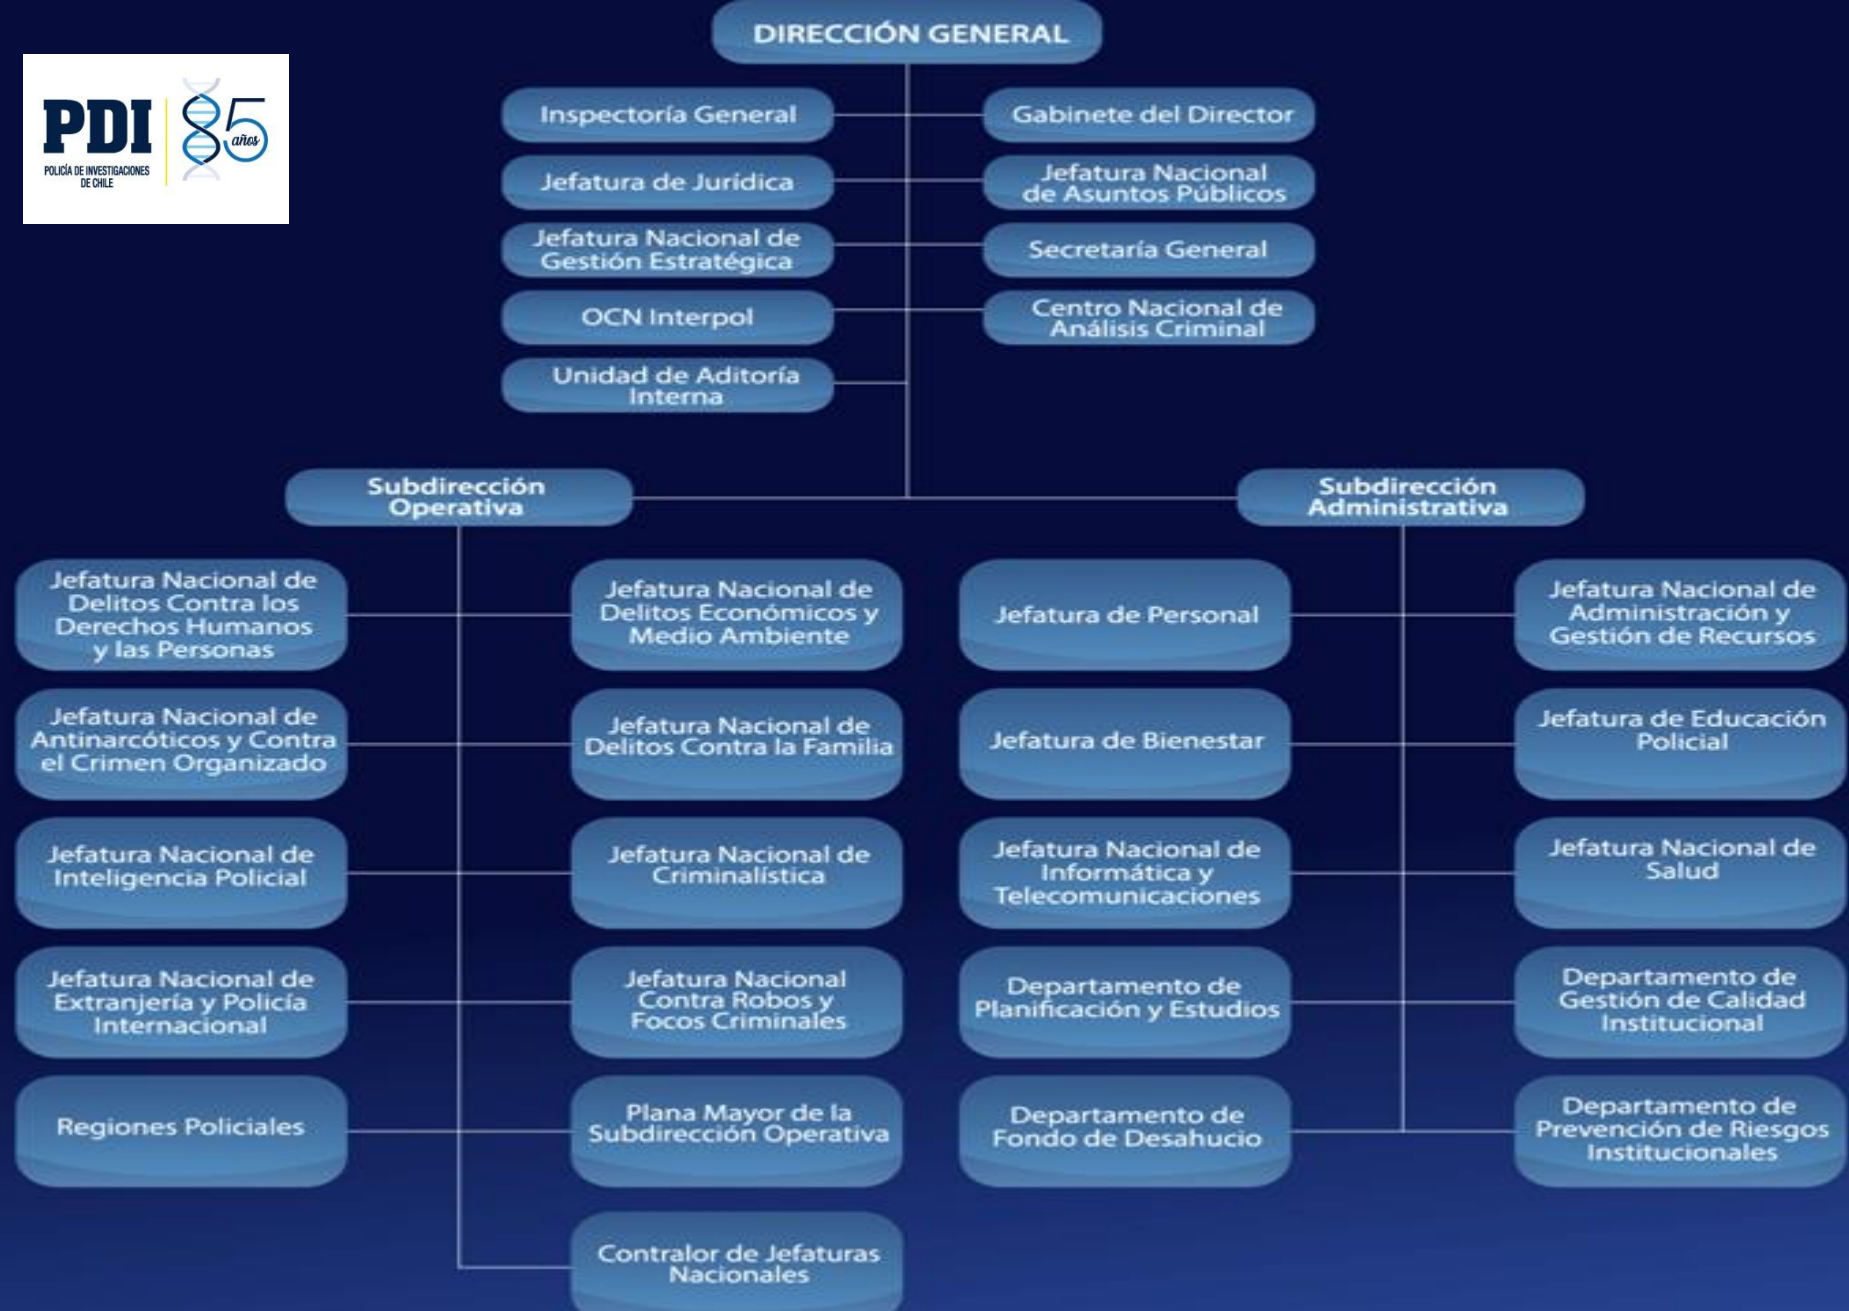 DIRECCIÓN GENERAL
PDI
85
años
POLICÍA DE INVESTIGACIONES
DE CHILE
Inspectoría General
Gabinete del Director
Jefatura de Jurídica
Jefatura Nacional
de Asuntos Públicos
Jefatura Nacional de
Gestión Estratégica
Secretaría General
OCN Interpol
Centro Nacional de
Análisis Criminal
Unidad de Aditoría
Interna
Subdirección
Operativa
Subdirección
Administrativa
Jefatura Nacional de
Delitos Contra los
Derechos Humanos
y las Personas
Jefatura Nacional de
Delitos Económicos y
Medio Ambiente
Jefatura de Personal
Jefatura Nacional de
Administración y
Gestión de Recursos
Jefatura Nacional de
Antinarcóticos y Contra
el Crimen Organizado
Jefatura Nacional de
Delitos Contra la Familia
Jefatura de Bienestar
Jefatura de Educación
Policial
Jefatura Nacional de
Inteligencia Policial
Jefatura Nacional de
Criminalística
Jefatura Nacional de
Informática y
Telecomunicaciones
Jefatura Nacional de
Salud
Jefatura Nacional de
Extranjería y Policía
Internacional
Jefatura Nacional
Contra Robos y
Focos Criminales
Departamento de
Planificación y Estudios
Departamento de
Gestión de Calidad
Institucional
Regiones Policiales
Plana Mayor de la
Subdirección Operativa
Departamento de
Fondo de Desahucio
Departamento de
Prevención de Riesgos
Institucionales
Contralor de Jefaturas
Nacionales